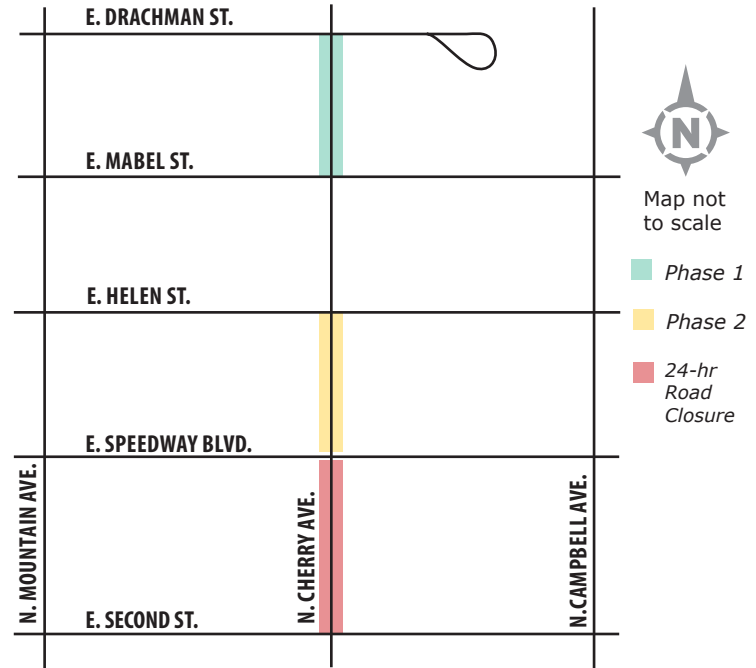 E. DRACHMAN ST.
E. MABEL ST.
E. HELEN ST.
E. SPEEDWAY BLVD.
N. MOUNTAIN AVE.
N. CHERRY AVE.
N.CAMPBELL AVE.
E. SECOND ST.
N
Map not
to scale
Phase 1
Phase 2
24-hr
Road
Closure